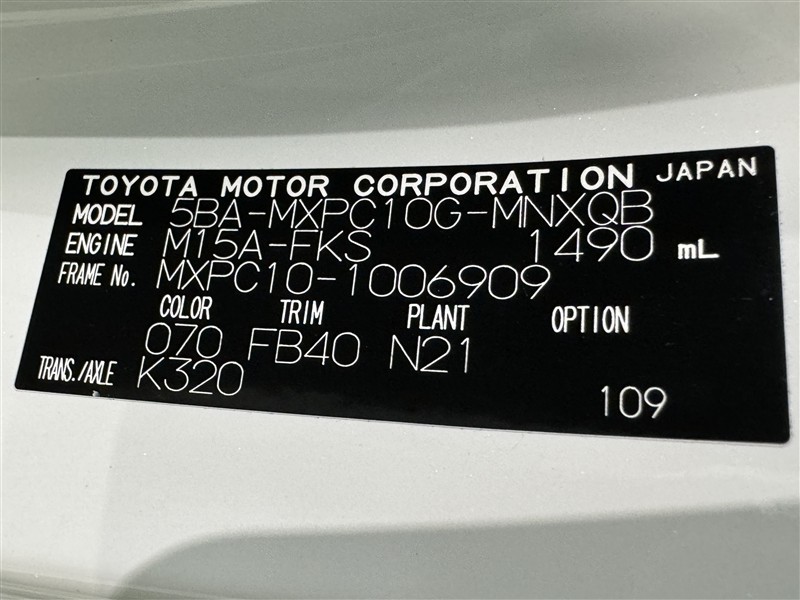 TOYOTA MOTOR CORPORATION JAPAN
MODEL 5BA-MXPC10G-MNXQB
ENGINE M15A-FKS 1490 mL
FRAME No. MXPC10-1006909
COLOR TRIM PLANT OPTION
070 FB40 N21
TRANS./AXLE K320
109